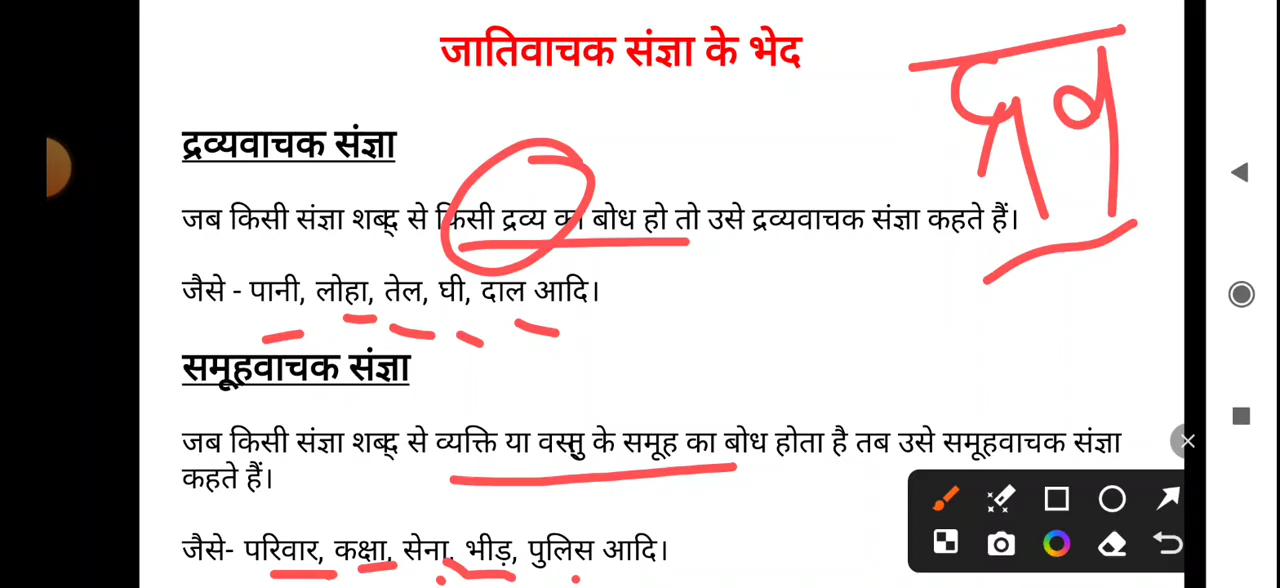 जातिवाचक संज्ञा के भेद
द्रव
द्रव्यवाचक संज्ञा
जब किसी संज्ञा शब्द् से किसी द्रव्य का बोध हो तो उसे द्रव्यवाचक संज्ञा कहते हैं।
जैसे - पानी, लोहा, तेल, घी, दाल आदि।
समूहवाचक संज्ञा
जब किसी संज्ञा शब्द् से व्यक्ति या वस्तु के समूह का बोध होता है तब उसे समूहवाचक संज्ञा
कहते हैं।
जैसे- परिवार, कक्षा, सेना, भीड़, पुलिस आदि।